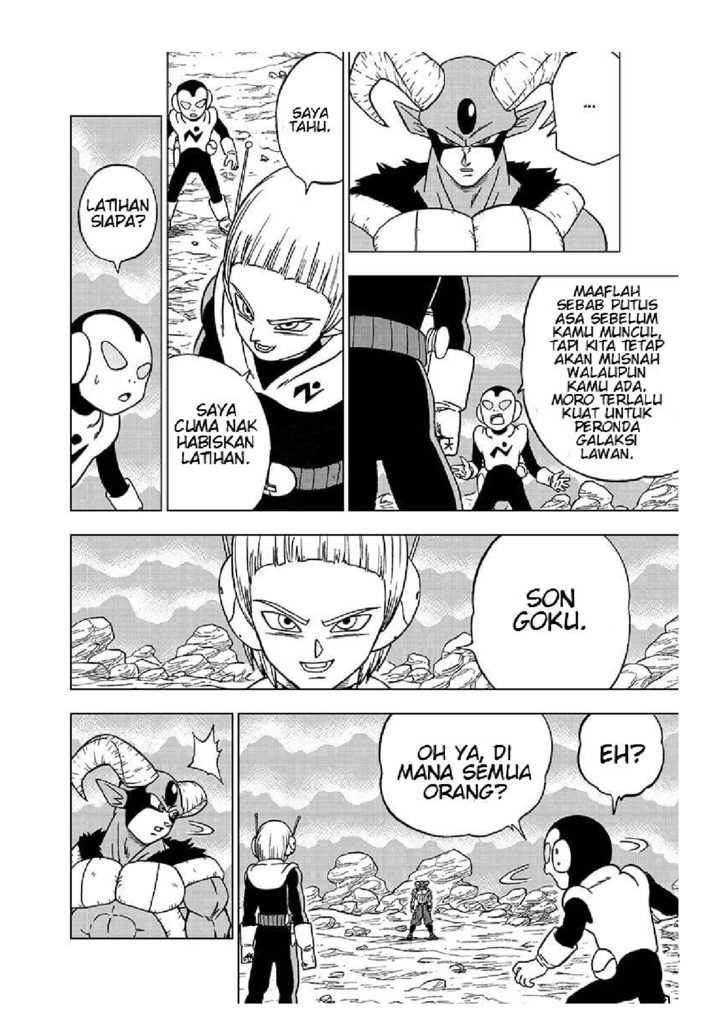 ...
SAYA
TAHU.
LATIHAN
SIAPA?
MAAFLAH
SEBAB PUTUS
ASA SEBELUM
KAMU MUNCUL,
TAPI KITA TETAP
AKAN MUSNAH
WALAUPUN
KAMU ADA.
MORO TERLALU
KUAT UNTUK
PERONDA
GALAKSI
LAWAN.
SAYA
CUMA NAK
HABISKAN
LATIHAN.
SON
GOKU.
EH?
OH YA, DI
MANA SEMUA
ORANG?